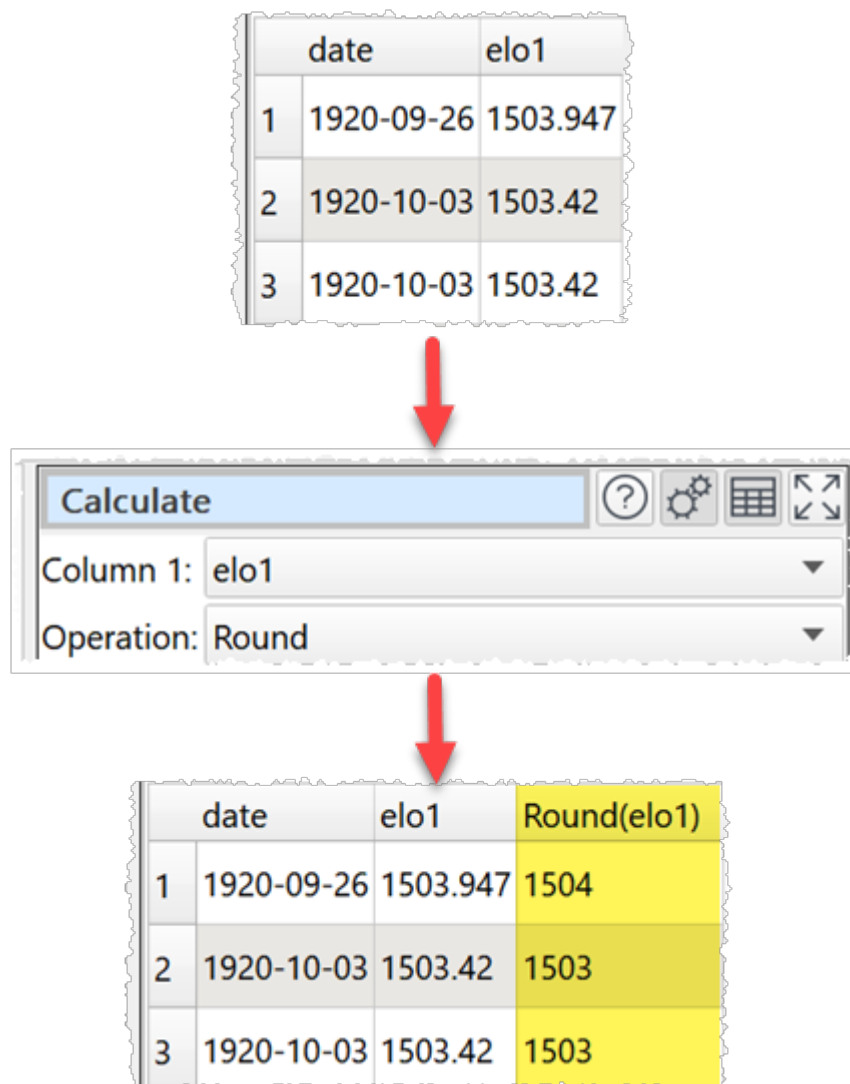 date elo1
1 1920-09-26 1503.947
2 1920-10-03 1503.42
3 1920-10-03 1503.42
Calculate ?
Column 1: elo1
Operation: Round
date elo1 Round(elo1)
1 1920-09-26 1503.947 1504
2 1920-10-03 1503.42 1503
3 1920-10-03 1503.42 1503